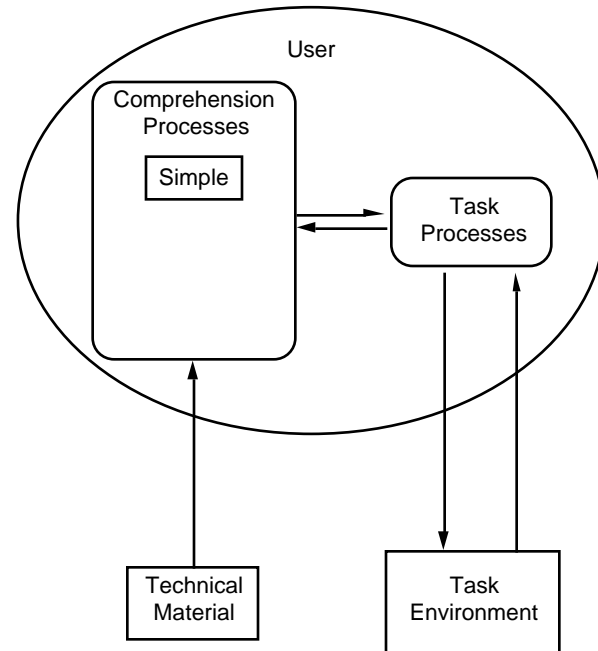 User
Comprehension
Processes
Simple
Task
Processes
Technical
Material
Task
Environment